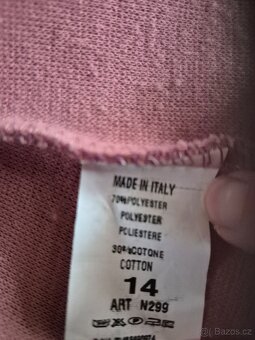 MADE IN ITALY
70%POLYESTER
POLYESTER
POLIESTERE
30%COTONE
COTTON
14
ART N299
Bazos.cz